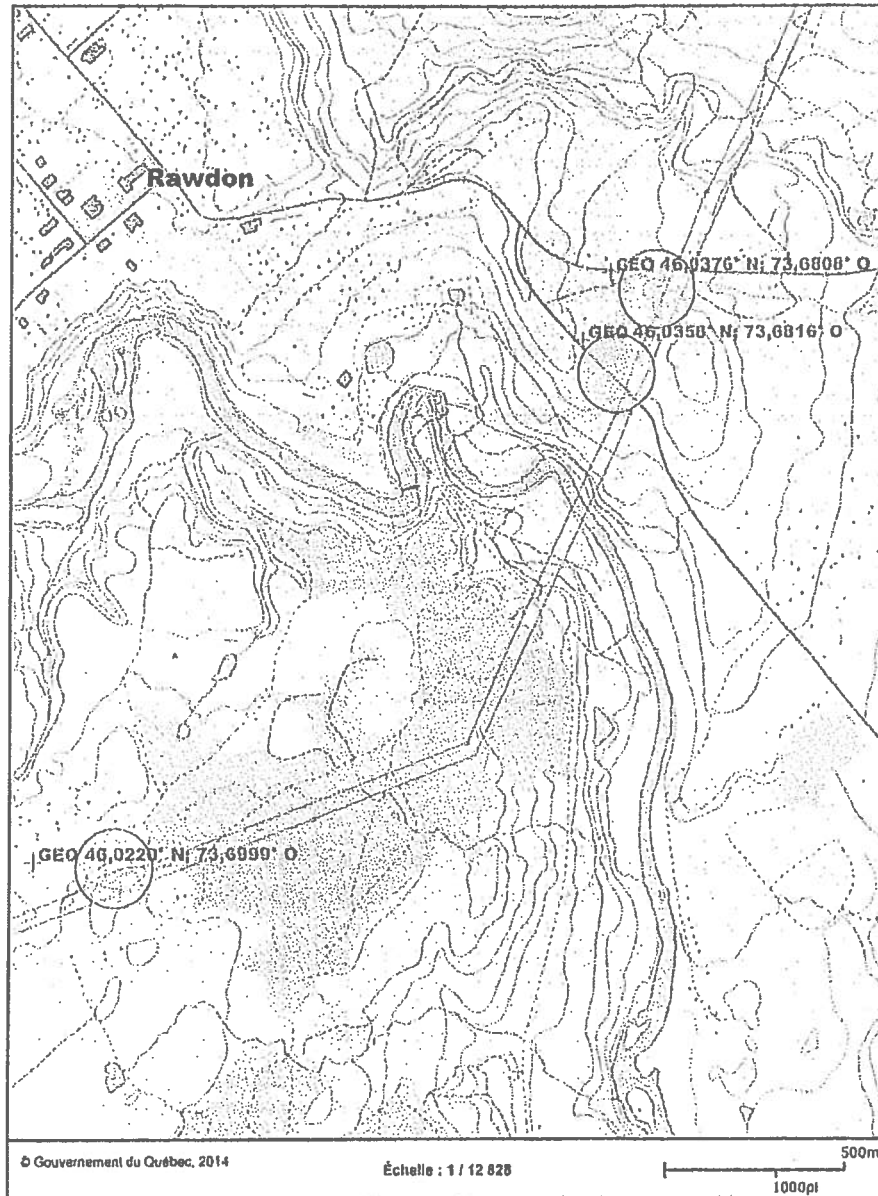 Rawdon
GEO 46,0376° N; 73,6808° O
GEO 46,0358° N; 73,6816° O
GEO 46,0220° N; 73,6999° O
© Gouvernement du Québec, 2014
Échelle : 1 / 12 828
500m
1000pi